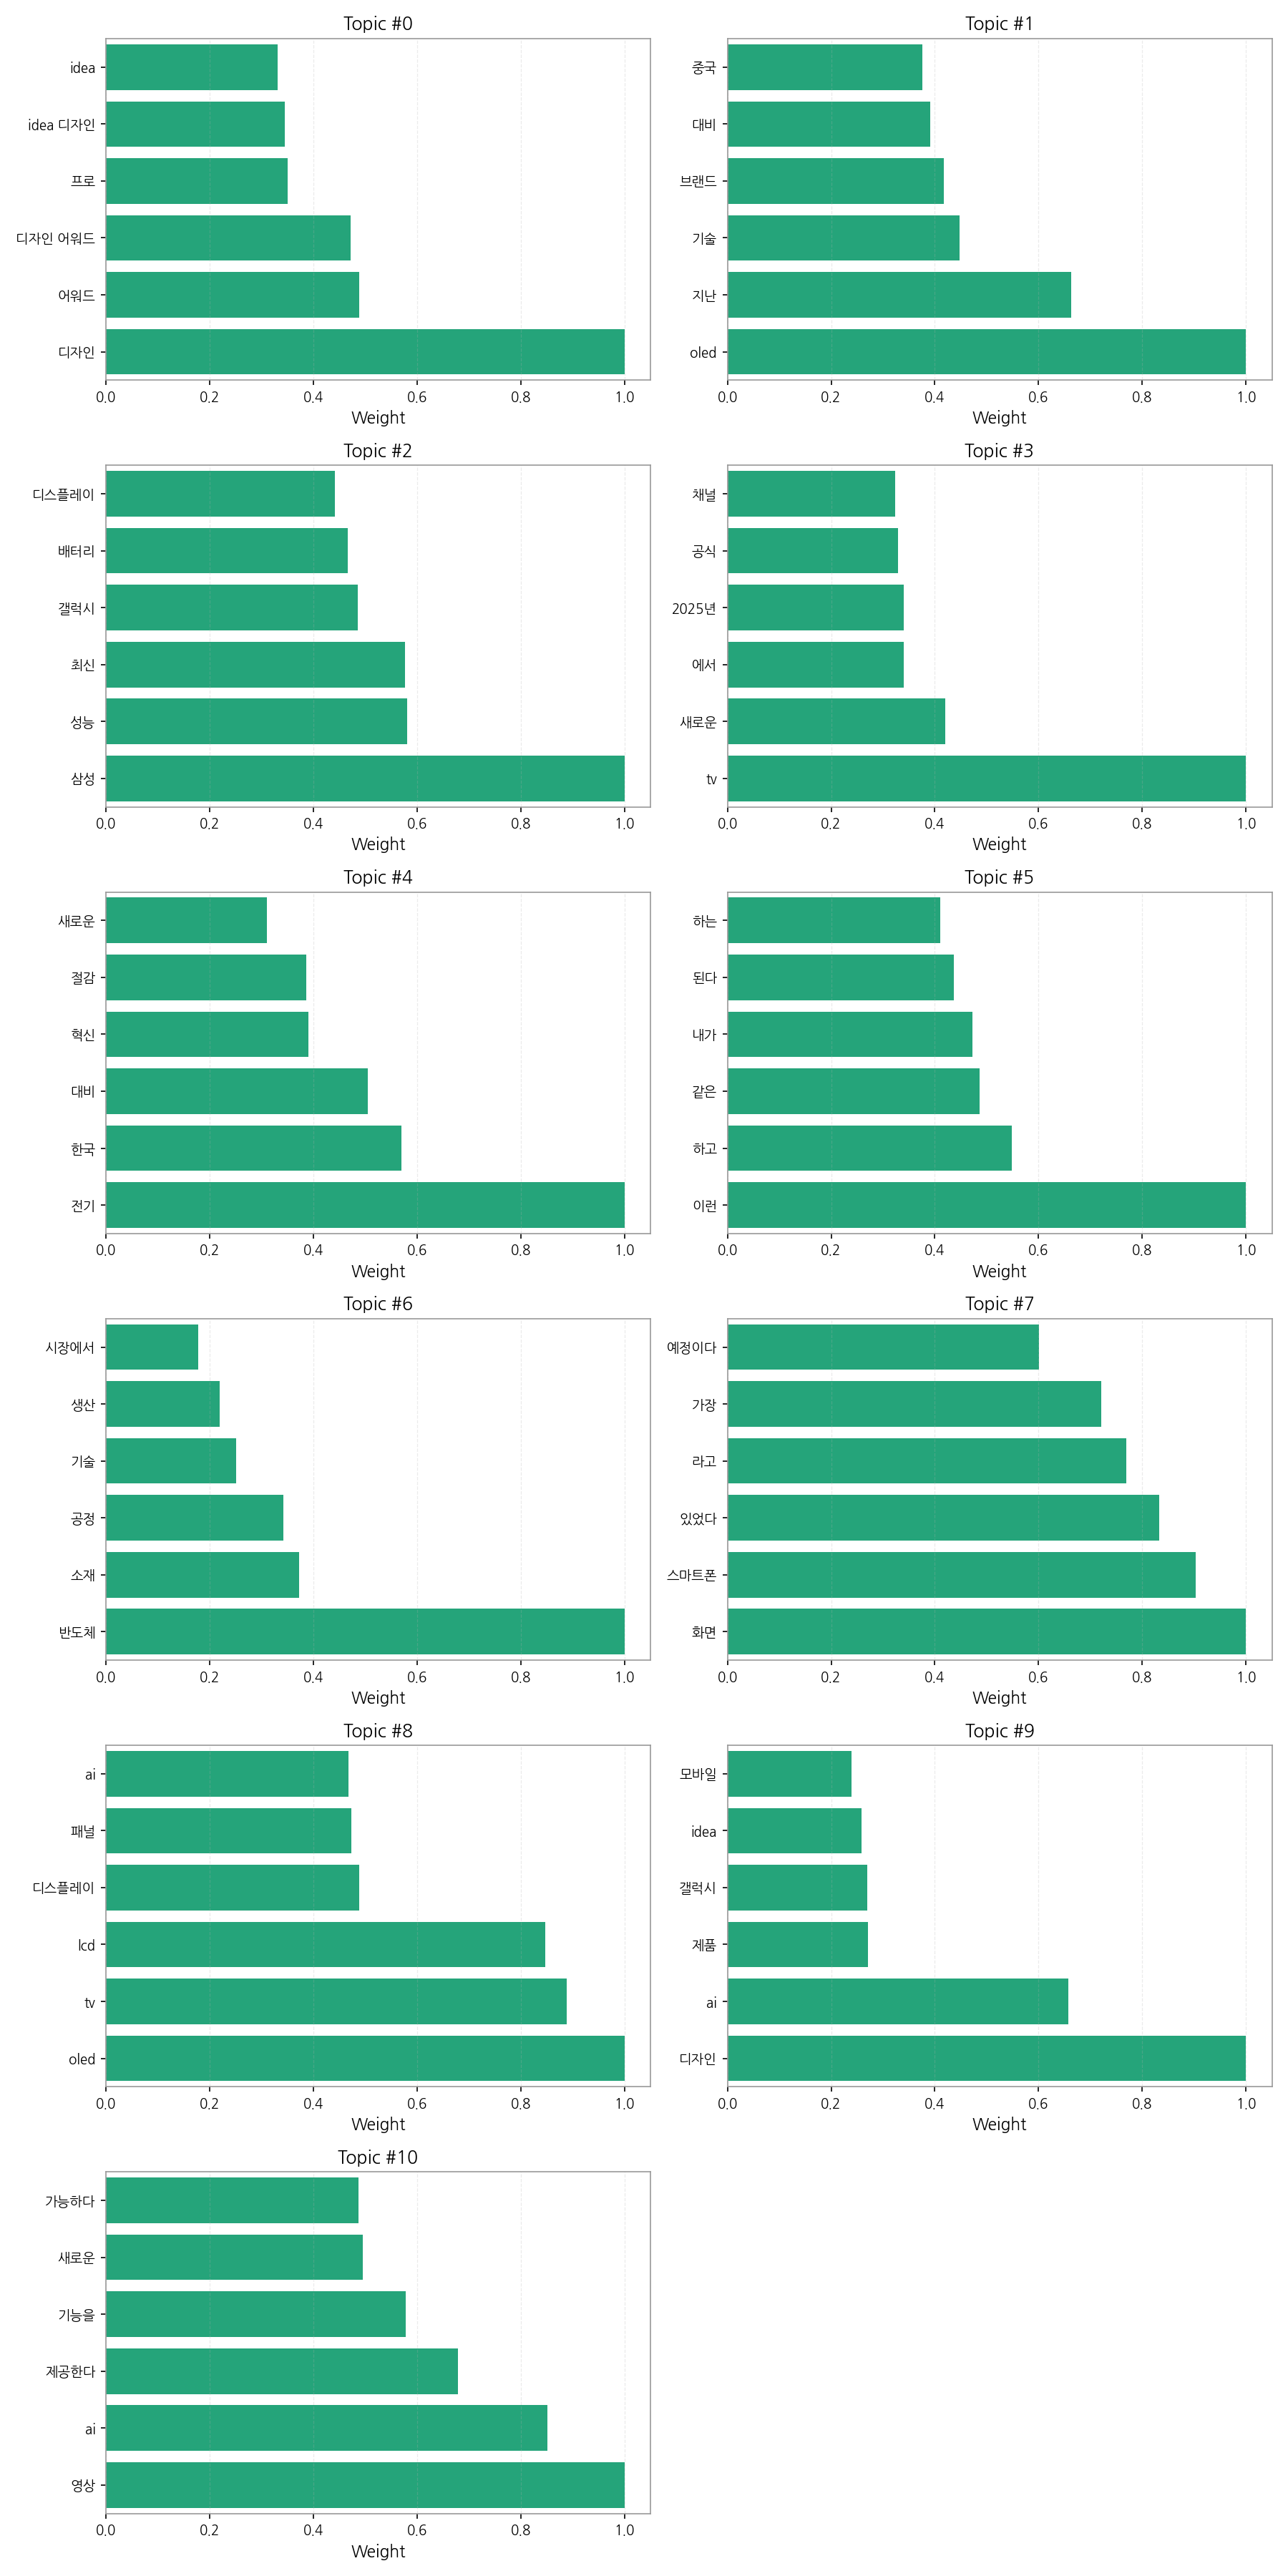 Topic #0
idea
idea 디자인
프로
디자인 어워드
어워드
디자인
0.0 0.2 0.4 0.6 0.8 1.0
Weight
Topic #1
중국
대비
브랜드
기술
지난
oled
0.0 0.2 0.4 0.6 0.8 1.0
Weight
Topic #2
디스플레이
배터리
갤럭시
최신
성능
삼성
0.0 0.2 0.4 0.6 0.8 1.0
Weight
Topic #3
채널
공식
2025년
에서
새로운
tv
0.0 0.2 0.4 0.6 0.8 1.0
Weight
Topic #4
새로운
절감
혁신
대비
한국
전기
0.0 0.2 0.4 0.6 0.8 1.0
Weight
Topic #5
하는
된다
내가
같은
하고
이런
0.0 0.2 0.4 0.6 0.8 1.0
Weight
Topic #6
시장에서
생산
기술
공정
소재
반도체
0.0 0.2 0.4 0.6 0.8 1.0
Weight
Topic #7
예정이다
가장
라고
있었다
스마트폰
화면
0.0 0.2 0.4 0.6 0.8 1.0
Weight
Topic #8
ai
패널
디스플레이
lcd
tv
oled
0.0 0.2 0.4 0.6 0.8 1.0
Weight
Topic #9
모바일
idea
갤럭시
제품
ai
디자인
0.0 0.2 0.4 0.6 0.8 1.0
Weight
Topic #10
가능하다
새로운
기능을
제공한다
ai
영상
0.0 0.2 0.4 0.6 0.8 1.0
Weight